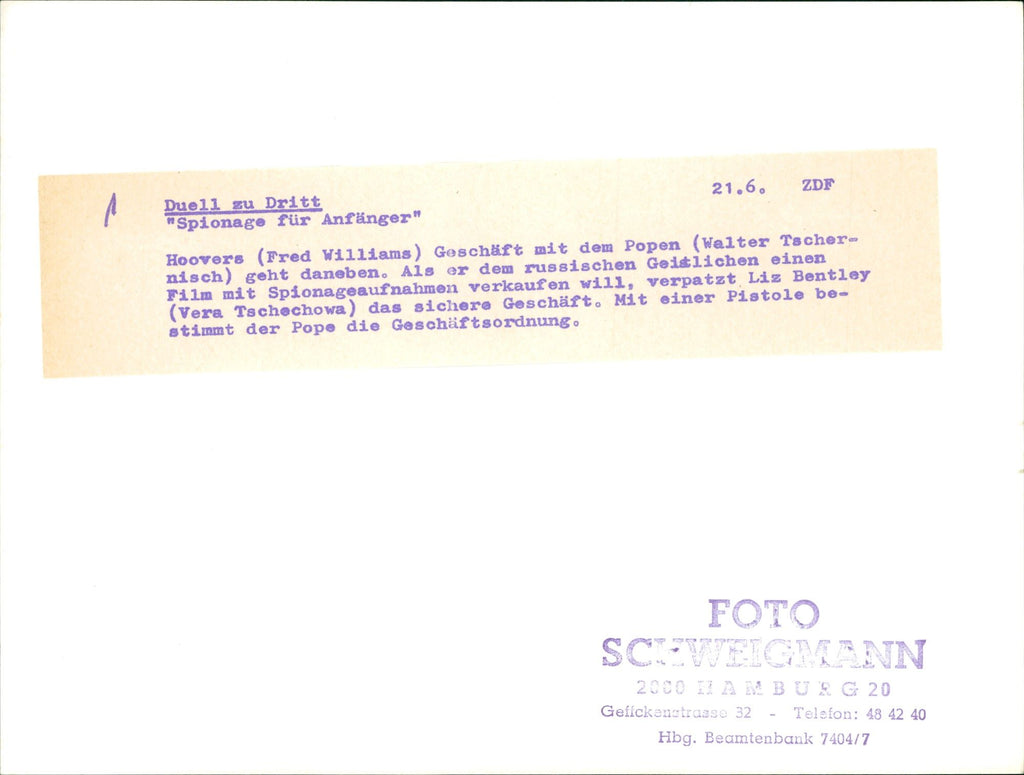 Duell zu Dritt 21.6. ZDF
"Spionage für Anfänger"
Hoovers (Fred Williams) Geschäft mit dem Popen (Walter Tscher-
nisch) geht daneben. Als er dem russischen Geistlichen einen
Film mit Spionageaufnahmen verkaufen will, verpatzt Liz Bentley
(Vera Tschechowa) das sichere Geschäft. Mit einer Pistole be-
stimmt der Pope die Geschäftsordnung.
FOTO
SCHWEIGMANN
2000 HAMBURG 20
Geffckenstrasse 32 - Telefon: 48 42 40
Hbg. Beamtenbank 7404/7